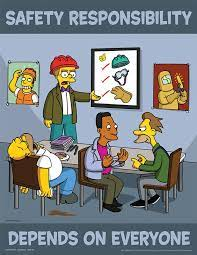 SAFETY RESPONSIBILITY
DEPENDS ON EVERYONE